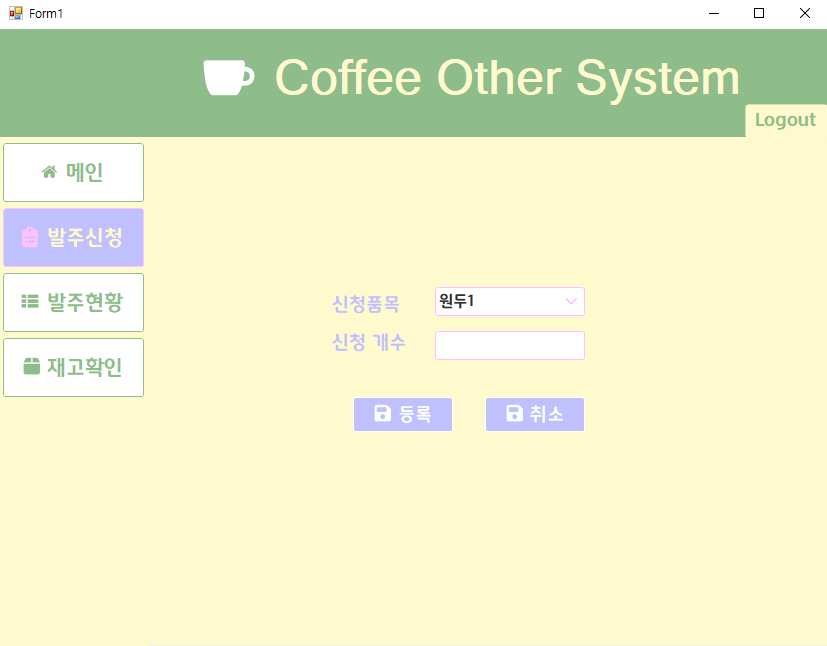 Form1
Coffee Other System
Logout
메인
발주신청
발주현황
재고확인
신청품목
원두1
신청 개수
등록
취소